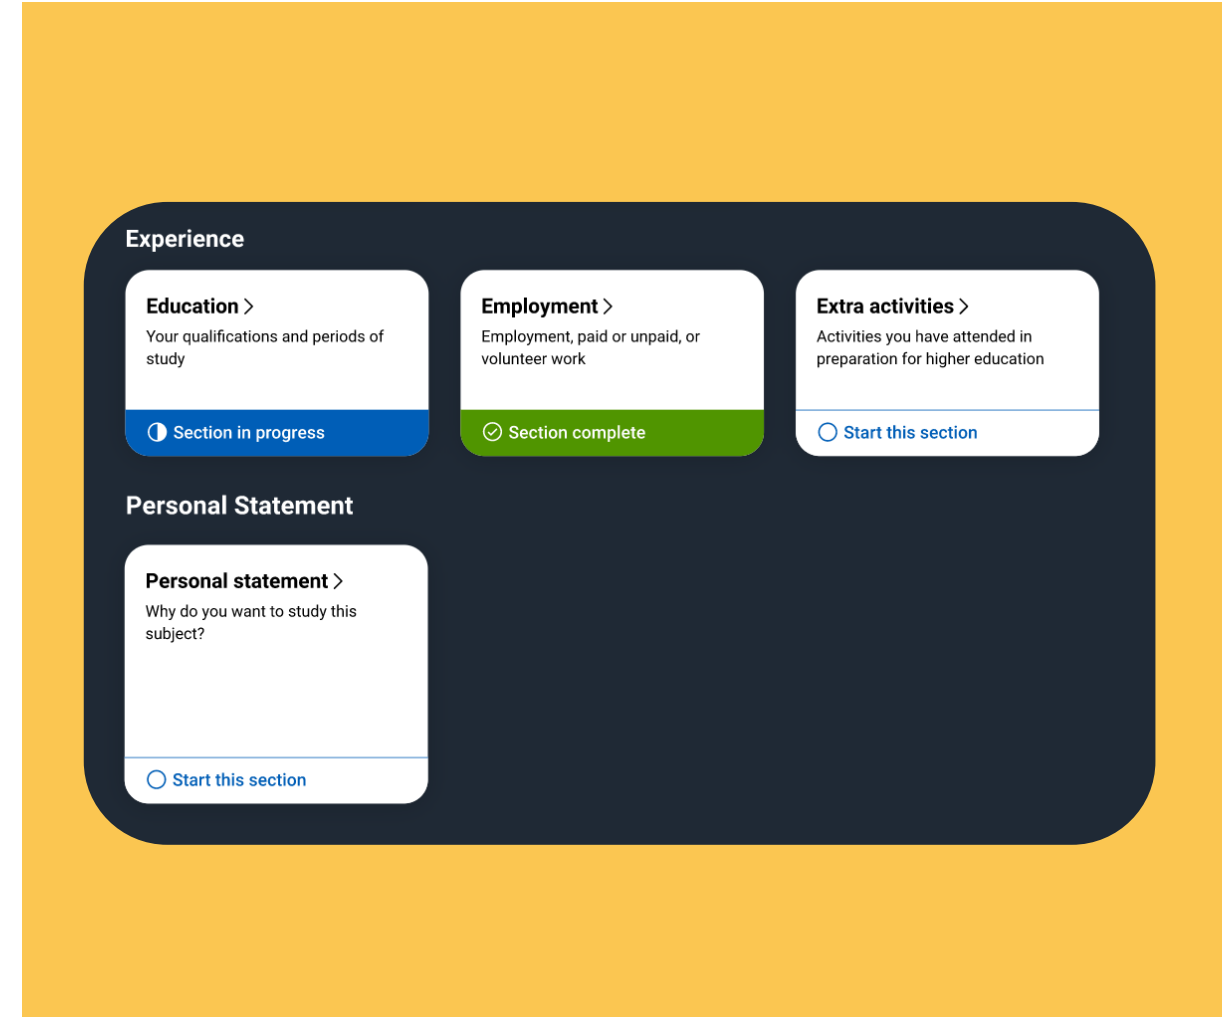 Experience
Education >
Your qualifications and periods of
study
Section in progress
Employment >
Employment, paid or unpaid, or
volunteer work
Section complete
Extra activities >
Activities you have attended in
preparation for higher education
Start this section
Personal Statement
Personal statement >
Why do you want to study this
subject?
Start this section